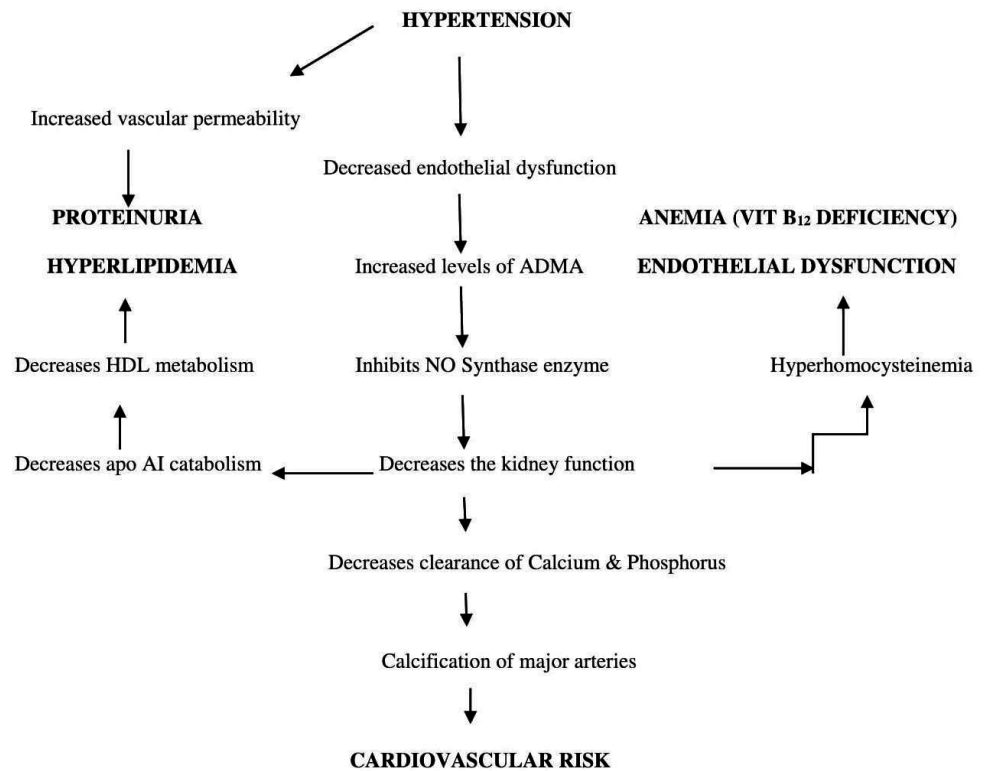 HYPERTENSION
Increased vascular permeability
Decreased endothelial dysfunction
PROTEINURIA
ANEMIA (VIT B₁₂ DEFICIENCY)
HYPERLIPIDEMIA
Increased levels of ADMA
ENDOTHELIAL DYSFUNCTION
Decreases HDL metabolism
Inhibits NO Synthase enzyme
Hyperhomocysteinemia
Decreases apo AI catabolism
Decreases the kidney function
Decreases clearance of Calcium & Phosphorus
Calcification of major arteries
CARDIOVASCULAR RISK